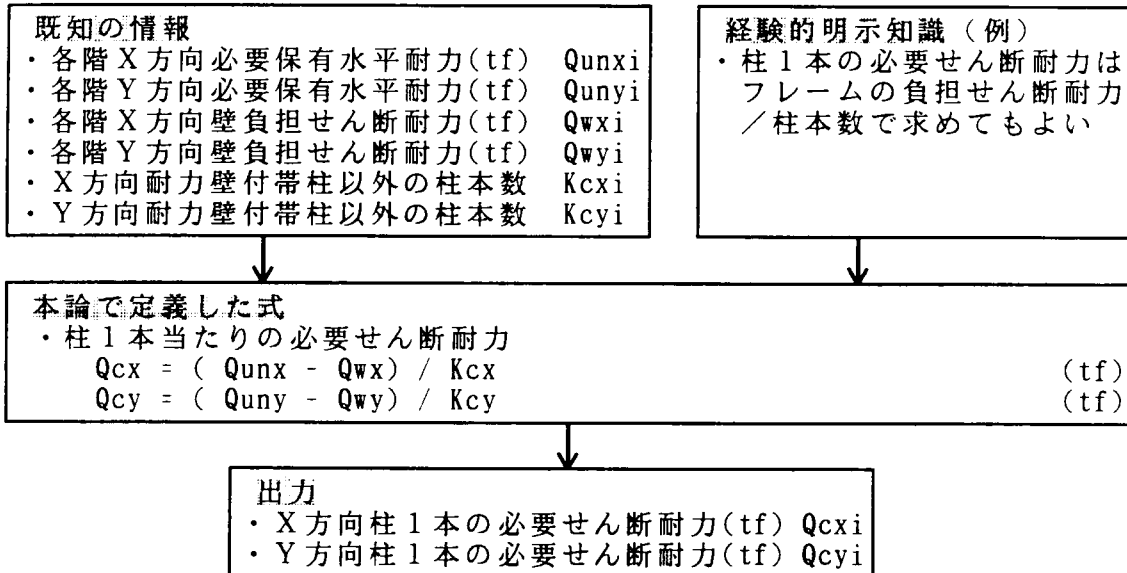 既知の情報
・各階X方向必要保有水平耐力(tf) Qunxi
・各階Y方向必要保有水平耐力(tf) Qunyi
・各階X方向壁負担せん断耐力(tf) Qwxi
・各階Y方向壁負担せん断耐力(tf) Qwyi
・X方向耐力壁付帯柱以外の柱本数 Kcxi
・Y方向耐力壁付帯柱以外の柱本数 Kcyi
経験的明示知識（例）
・柱1本の必要せん断耐力は
フレームの負担せん断耐力
／柱本数で求めてもよい
本論で定義した式
・柱1本当たりの必要せん断耐力
Qcx = ( Qunx - Qwx) / Kcx (tf)
Qcy = ( Quny - Qwy) / Kcy (tf)
出力
・X方向柱1本の必要せん断耐力(tf) Qcxi
・Y方向柱1本の必要せん断耐力(tf) Qcyi